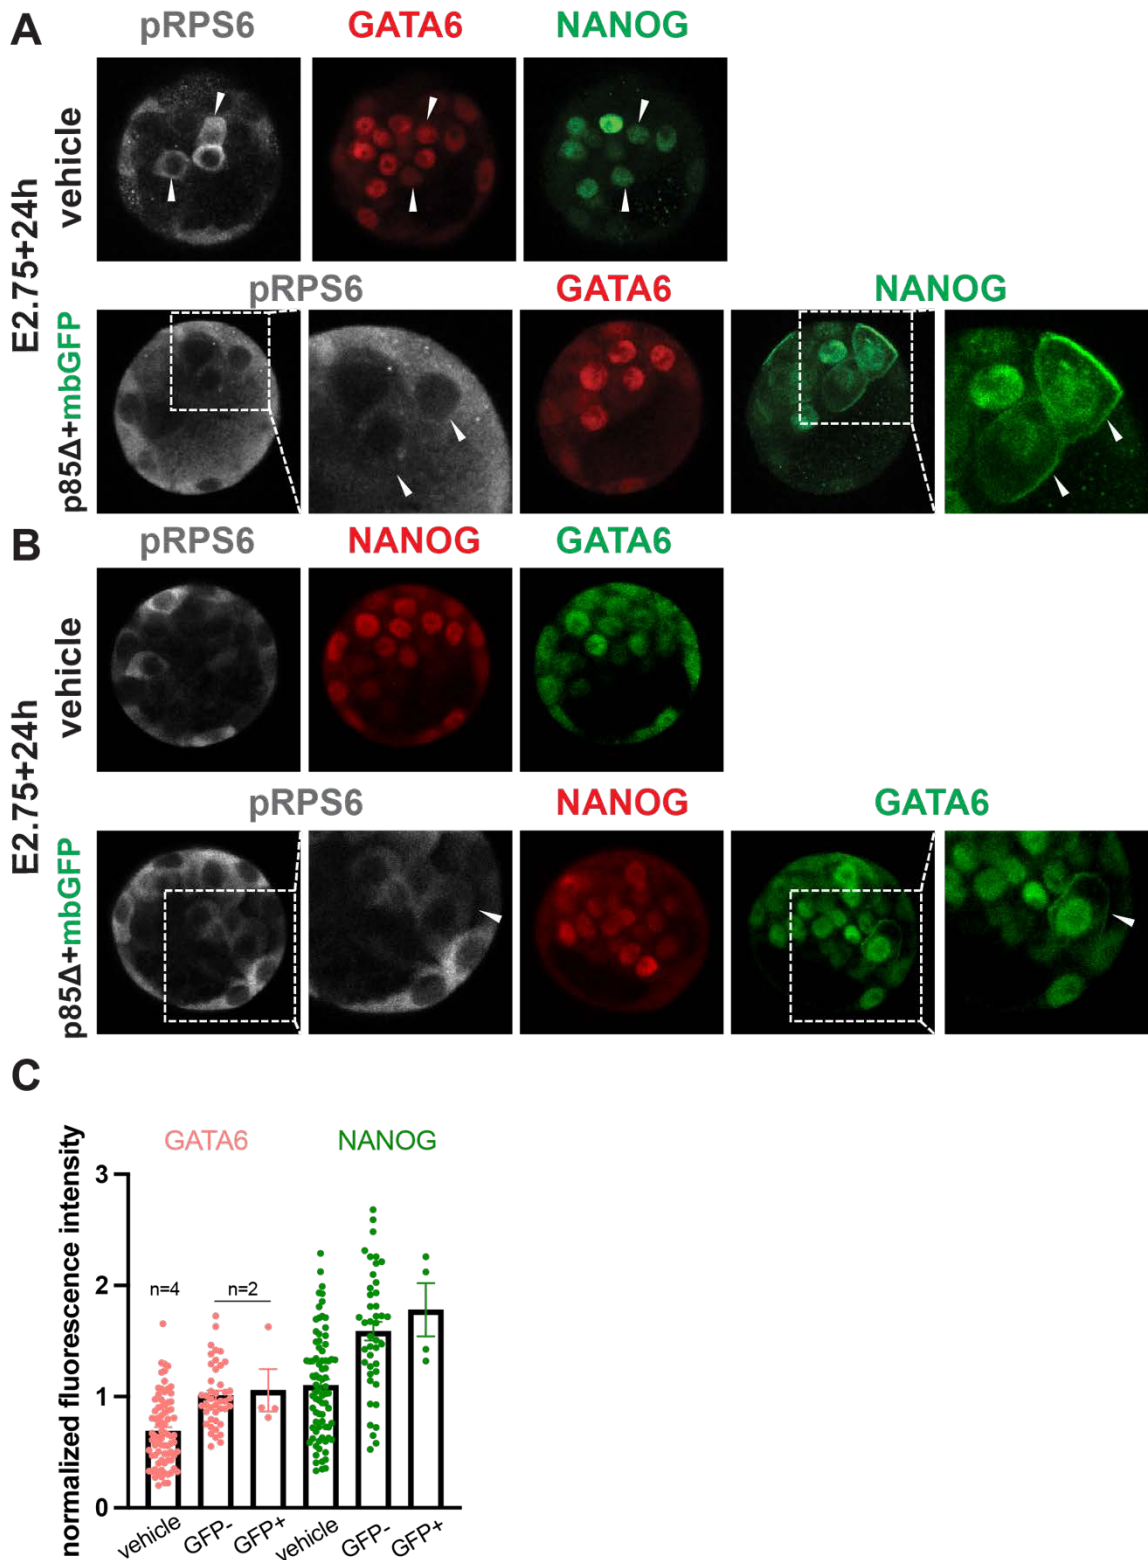 A
pRPS6 GATA6 NANOG
vehicle
E2.75+24h
pRPS6 GATA6 NANOG
p85Δ+mbGFP
B
pRPS6 NANOG GATA6
vehicle
E2.75+24h
pRPS6 NANOG GATA6
p85Δ+mbGFP
C
GATA6 NANOG
normalized fluorescence intensity
3
2
1
0
n=4 n=2
vehicle GFP- GFP+ vehicle GFP- GFP+